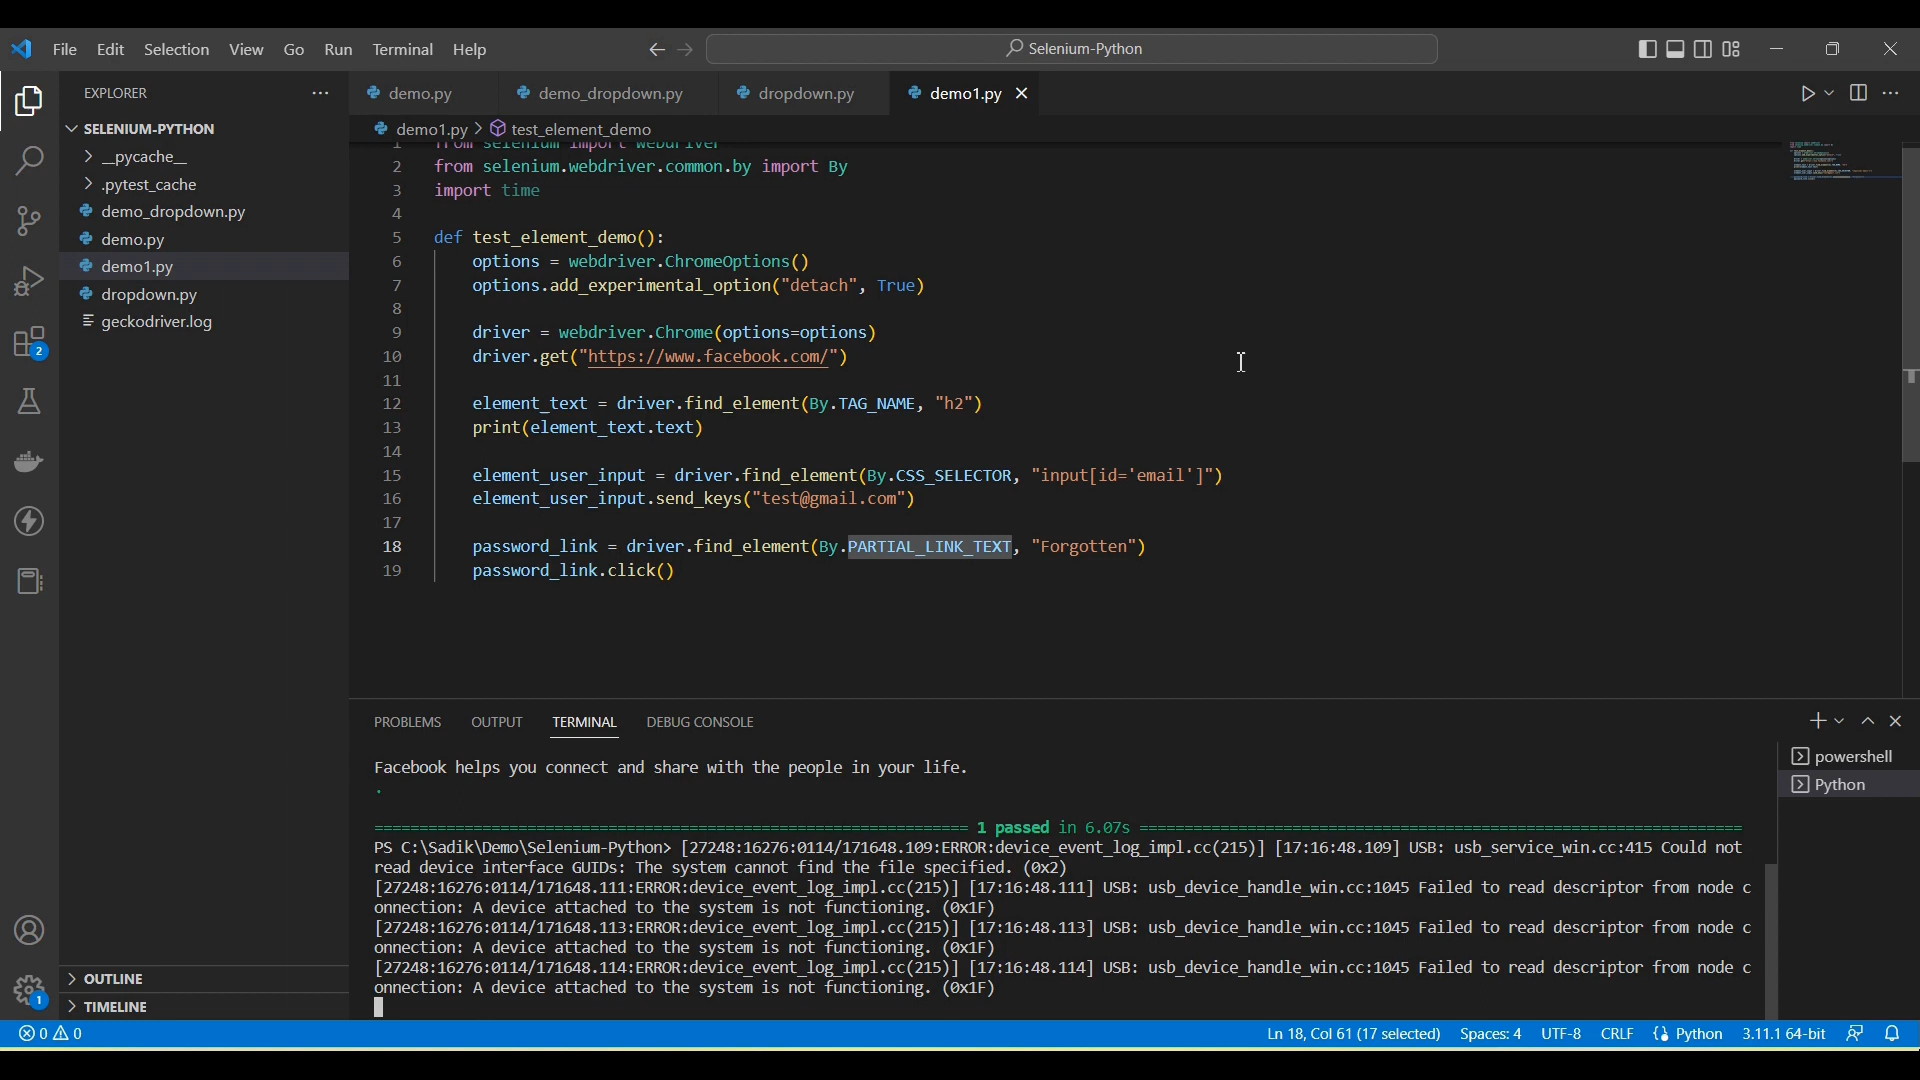 File Edit Selection View Go Run Terminal Help
Selenium-Python
EXPLORER
SELENIUM-PYTHON
__pycache__
.pytest_cache
demo_dropdown.py
demo.py
demo1.py
dropdown.py
geckodriver.log
OUTLINE
TIMELINE
demo.py demo_dropdown.py dropdown.py demo1.py
demo1.py > test_element_demo
1 from selenium import webdriver
2 from selenium.webdriver.common.by import By
3 import time
4
5 def test_element_demo():
6 options = webdriver.ChromeOptions()
7 options.add_experimental_option("detach", True)
8
9 driver = webdriver.Chrome(options=options)
10 driver.get("https://www.facebook.com/")
11
12 element_text = driver.find_element(By.TAG_NAME, "h2")
13 print(element_text.text)
14
15 element_user_input = driver.find_element(By.CSS_SELECTOR, "input[id='email']")
16 element_user_input.send_keys("test@gmail.com")
17
18 password_link = driver.find_element(By.PARTIAL_LINK_TEXT, "Forgotten")
19 password_link.click()
PROBLEMS OUTPUT TERMINAL DEBUG CONSOLE
powershell
Python
Facebook helps you connect and share with the people in your life.
.
================== 1 passed in 6.07s ==================
PS C:\Sadik\Demo\Selenium-Python> [27248:16276:0114/171648.109:ERROR:device_event_log_impl.cc(215)] [17:16:48.109] USB: usb_service_win.cc:415 Could not
read device interface GUIDs: The system cannot find the file specified. (0x2)
[27248:16276:0114/171648.111:ERROR:device_event_log_impl.cc(215)] [17:16:48.111] USB: usb_device_handle_win.cc:1045 Failed to read descriptor from node c
onnection: A device attached to the system is not functioning. (0x1F)
[27248:16276:0114/171648.113:ERROR:device_event_log_impl.cc(215)] [17:16:48.113] USB: usb_device_handle_win.cc:1045 Failed to read descriptor from node c
onnection: A device attached to the system is not functioning. (0x1F)
[27248:16276:0114/171648.114:ERROR:device_event_log_impl.cc(215)] [17:16:48.114] USB: usb_device_handle_win.cc:1045 Failed to read descriptor from node c
onnection: A device attached to the system is not functioning. (0x1F)
2
1
0 0
Ln 18, Col 61 (17 selected) Spaces: 4 UTF-8 CRLF Python 3.11.1 64-bit